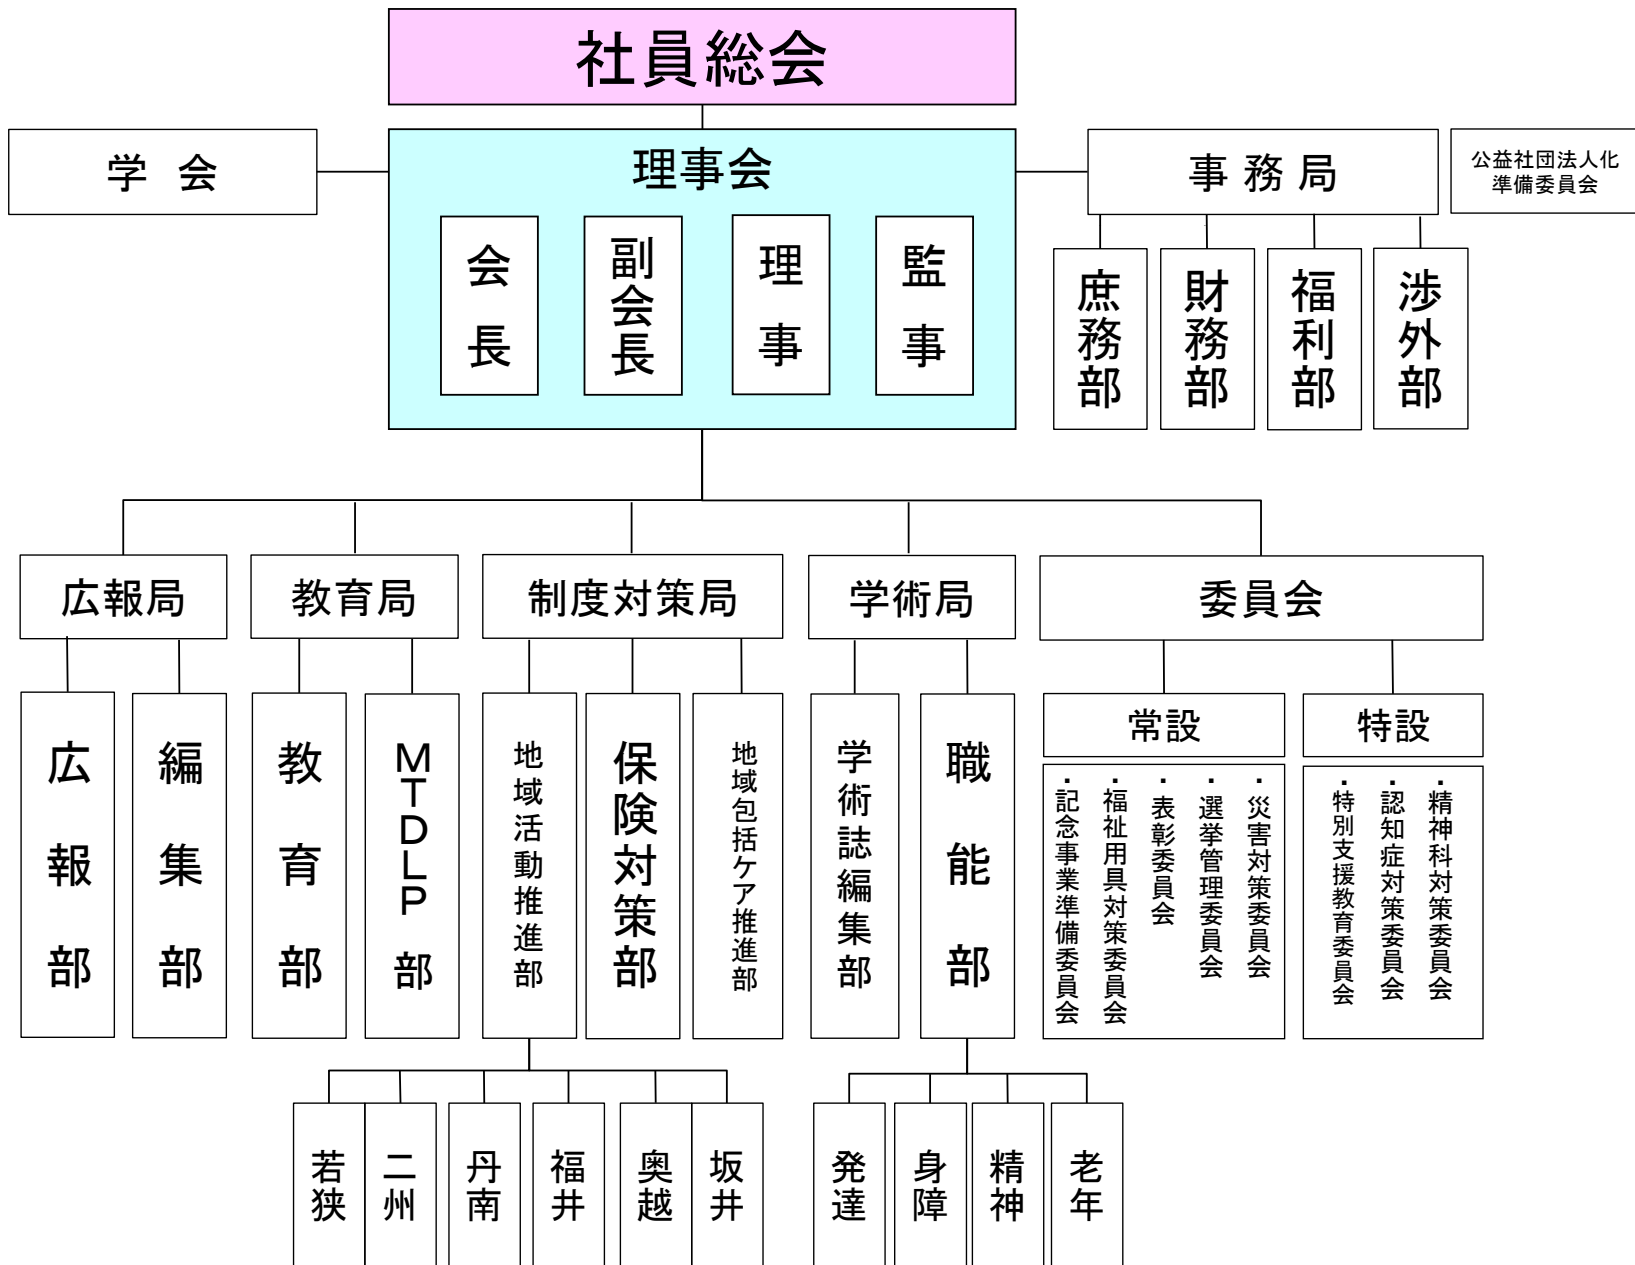 社員総会
学 会
理事会
事 務 局
公益社団法人化
準備委員会
会長
副会長
理事
監事
庶務部
財務部
福利部
渉外部
広報局
教育局
制度対策局
学術局
委員会
広報部
編集部
教育部
ＭＴＤＬＰ部
地域活動推進部
保険対策部
地域包括ケア推進部
学術誌編集部
職能部
常設
特設
・災害対策委員会
・選挙管理委員会
・表彰委員会
・福祉用具対策委員会
・記念事業準備委員会
・精神科対策委員会
・認知症対策委員会
・特別支援教育委員会
若狭
二州
丹南
福井
奥越
坂井
発達
身障
精神
老年